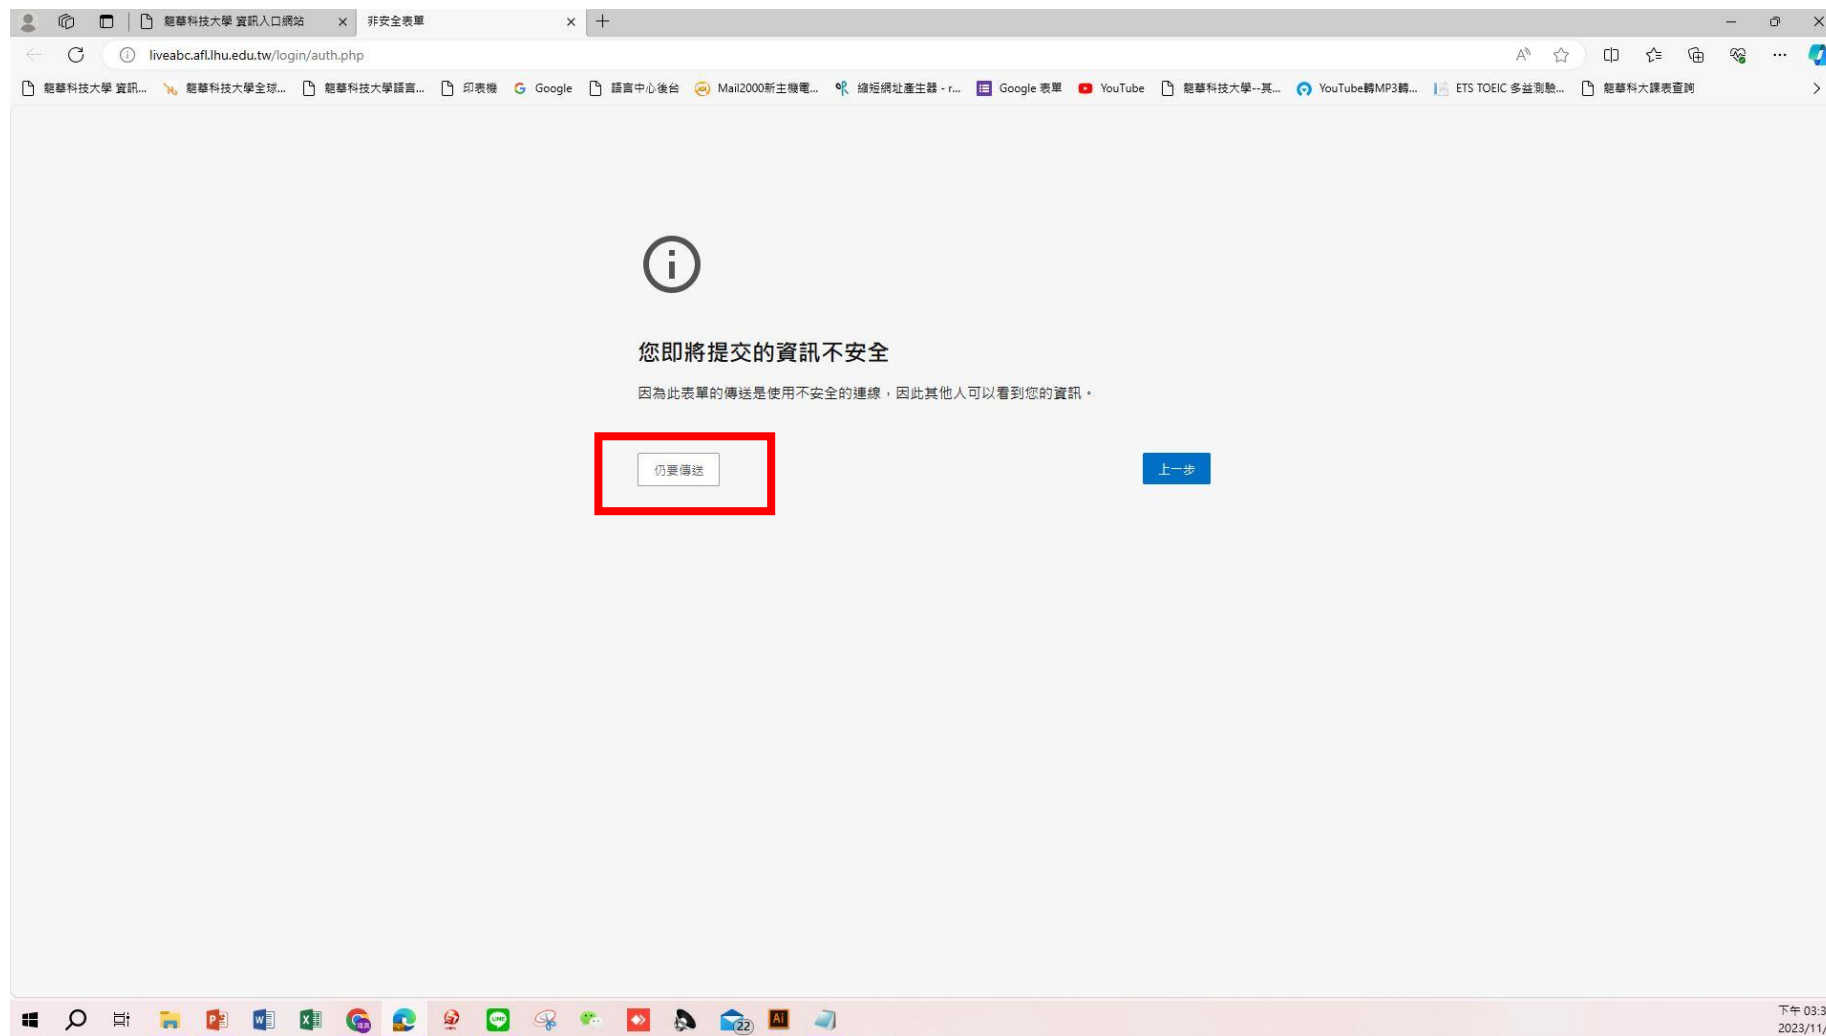 龍華科技大學 資訊入口網站
非安全表單
liveabc.afl.lhu.edu.tw/login/auth.php
龍華科技大學 資訊...
龍華科技大學全球...
龍華科技大學語言...
印表機
Google
語言中心後台
Mail2000新主機電...
縮短網址產生器 - r...
Google 表單
YouTube
龍華科技大學--其...
YouTube轉MP3轉...
ETS TOEIC 多益測驗...
龍華科大課表查詢
您即將提交的資訊不安全
因為此表單的傳送是使用不安全的連線，因此其他人可以看到您的資訊。
仍要傳送
上一步
22
Ai
LINE
下午 03:3
2023/11/